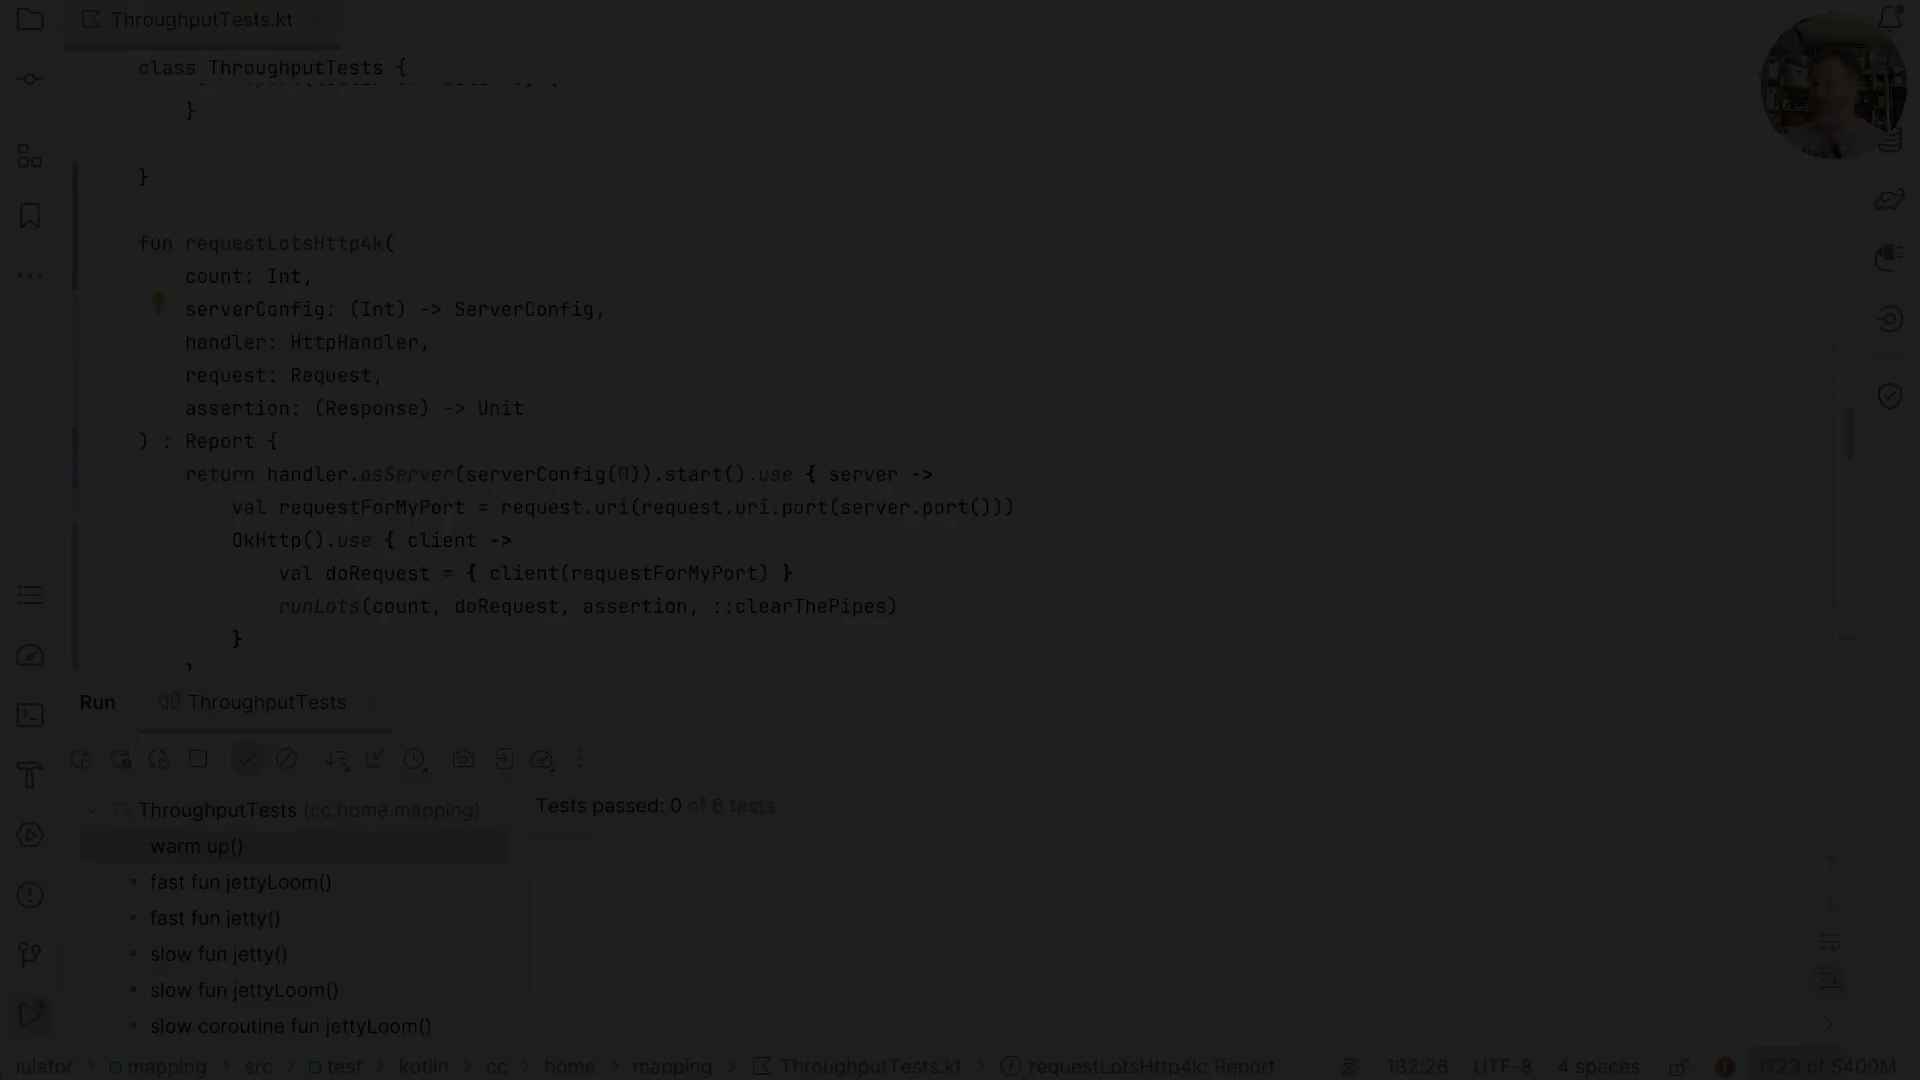 ThroughputTests.kt
class ThroughputTests {
}
}
fun requestLotsHttp4k(
count: Int,
serverConfig: (Int) -> ServerConfig,
handler: HttpHandler,
request: Request,
assertion: (Response) -> Unit
) : Report {
return handler.asServer(serverConfig(0)).start().use { server ->
val requestForMyPort = request.uri(request.uri.port(server.port()))
OkHttp().use { client ->
val doRequest = { client(requestForMyPort) }
runLots(count, doRequest, assertion, ::clearThePipes)
}
Run ThroughputTests
ThroughputTests (cc.home.mapping) Tests passed: 0 of 6 tests
warm up()
fast fun jettyLoom()
fast fun jetty()
slow fun jetty()
slow fun jettyLoom()
slow coroutine fun jettyLoom()
pulator > mapping > src > test > kotlin > cc > home > mapping > ThroughputTests.kt > requestLotsHttp4k: Report 132:26 UTF-8 4 spaces 1723 of 5400M